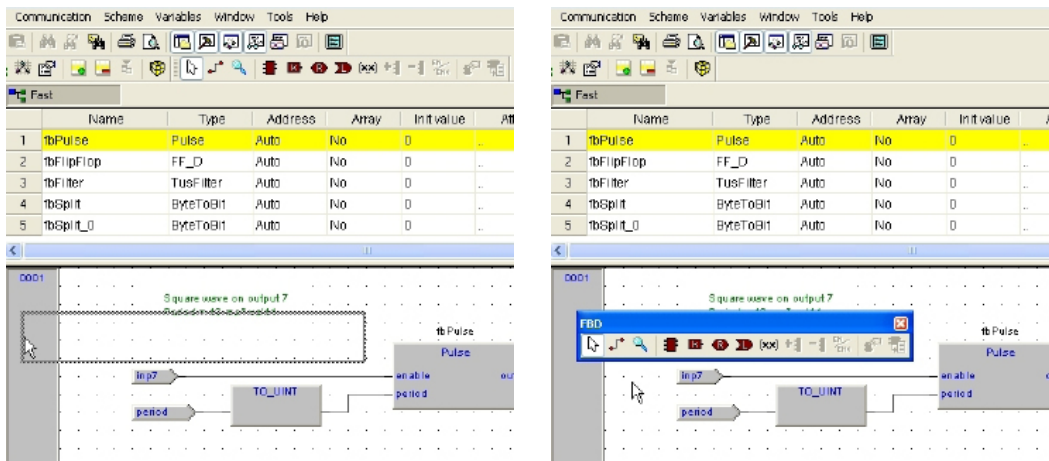 Communication Scheme Variables Window Tools Help
Fast
Name Type Address Array Init value
1 fbPulse Pulse Auto No 0 ..
2 fbFlipFlop FF_D Auto No 0 ..
3 fbFilter TusFilter Auto No 0 ..
4 fbSplit ByteToBit Auto No 0 ..
5 fbSplit_0 ByteToBit Auto No 0 ..
0001
Square wave on output 7
fbPulse
Pulse
inp7
enable
TO_UINT
period
period
Communication Scheme Variables Window Tools Help
Fast
Name Type Address Array Init value
1 fbPulse Pulse Auto No 0 ..
2 fbFlipFlop FF_D Auto No 0 ..
3 fbFilter TusFilter Auto No 0 ..
4 fbSplit ByteToBit Auto No 0 ..
5 fbSplit_0 ByteToBit Auto No 0 ..
0001
Square wave on output 7
FBD
fbPulse
Pulse
inp7
enable
TO_UINT
period
period